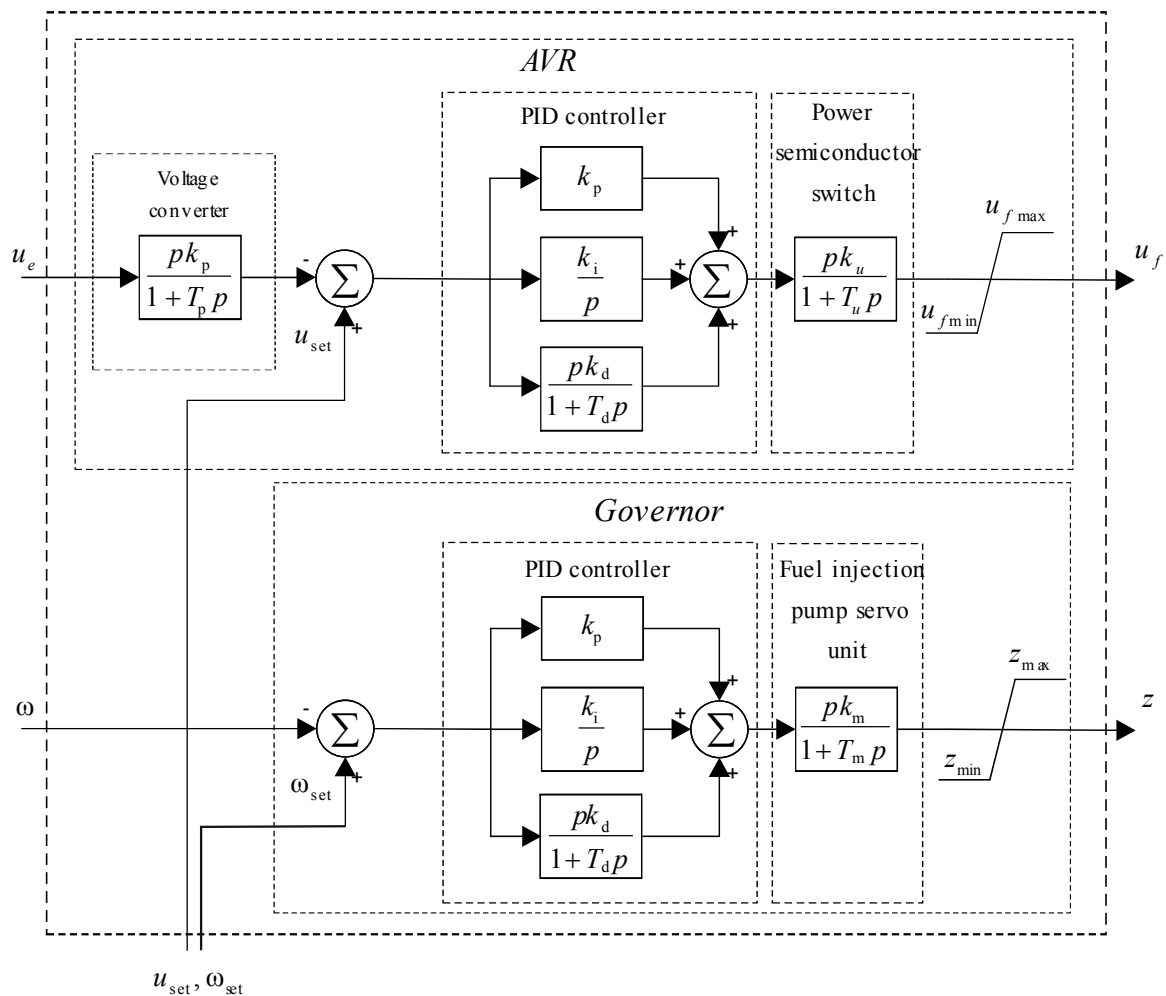 AVR
PID controller
Power
semiconductor
switch
Voltage
converter
k_p
u_f max
u_e
pk_p
1 + T_p p
-
∑
+
u_set
k_i
p
+
+
∑
+
pk_u
1 + T_u p
u_f min
u_f
pk_d
1 + T_d p
Governor
PID controller
Fuel injection
pump servo
unit
k_p
z_max
ω
-
∑
+
ω_set
k_i
p
+
+
∑
+
pk_m
1 + T_m p
z_min
z
pk_d
1 + T_d p
u_set, ω_set